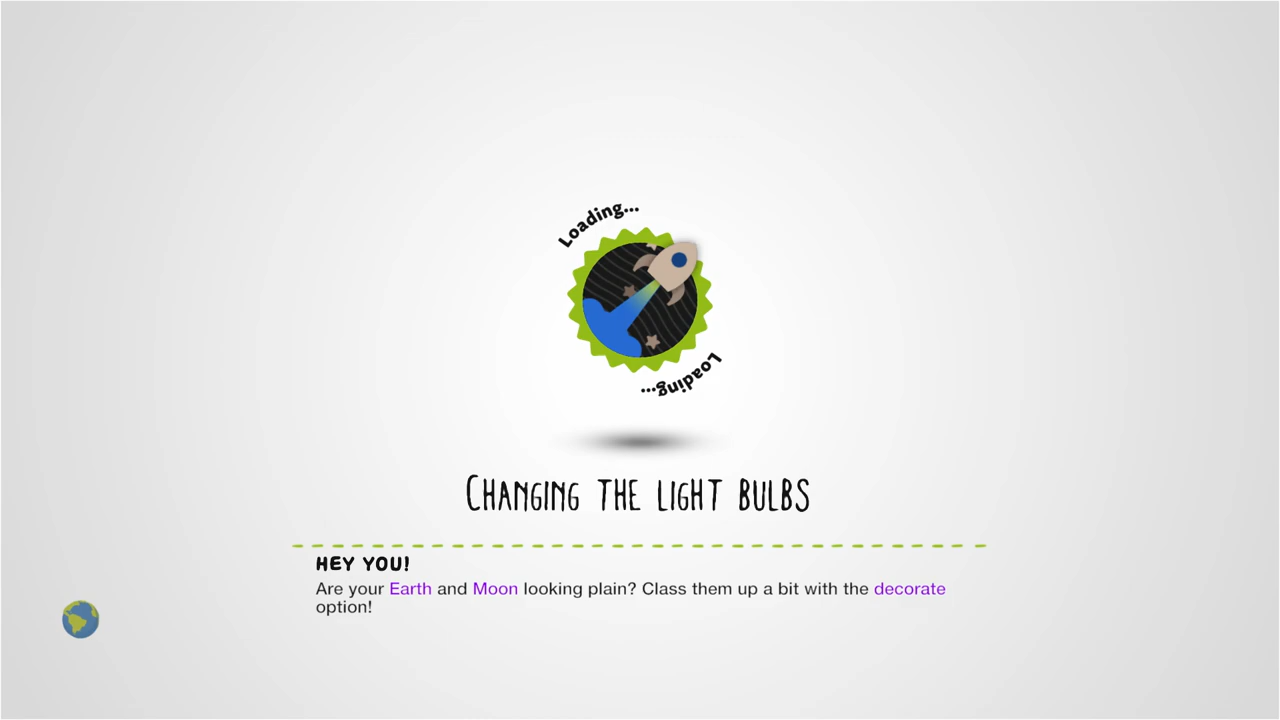 Loading...
Loading...
Changing the light bulbs
HEY YOU!
Are your Earth and Moon looking plain? Class them up a bit with the decorate
option!